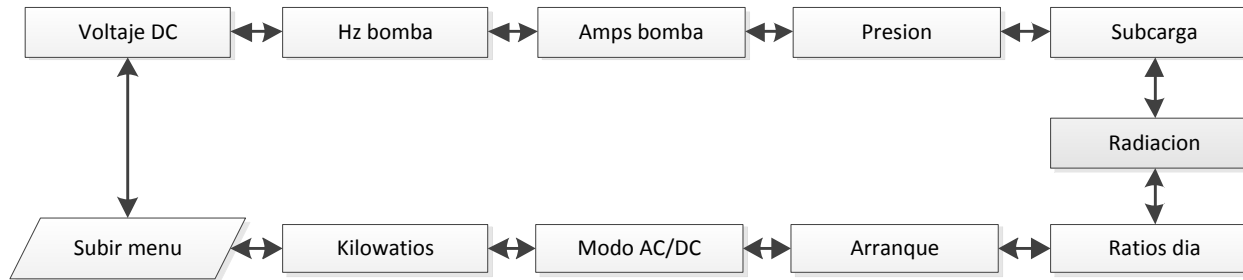 Voltaje DC
Hz bomba
Amps bomba
Presion
Subcarga
Radiacion
Subir menu
Kilowatios
Modo AC/DC
Arranque
Ratios dia